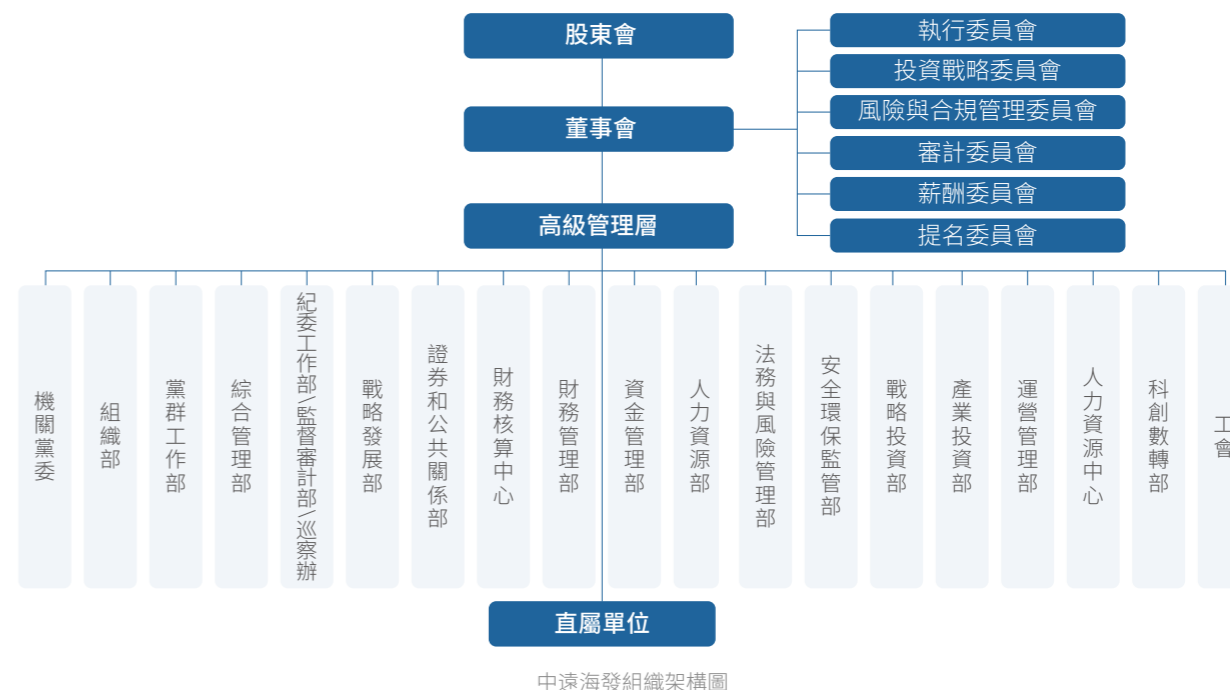 股東會
董事會
高級管理層
執行委員會
投資戰略委員會
風險與合規管理委員會
審計委員會
薪酬委員會
提名委員會
機關黨委
組織部
黨群工作部
綜合管理部
紀委工作部\監督審計部\巡察辦
戰略發展部
證券和公共關係部
財務核算中心
財務管理部
資金管理部
人力資源部
法務與風險管理部
安全環保監管部
戰略投資部
產業投資部
運營管理部
人力資源中心
科創數轉部
工會
直屬單位
中遠海發組織架構圖